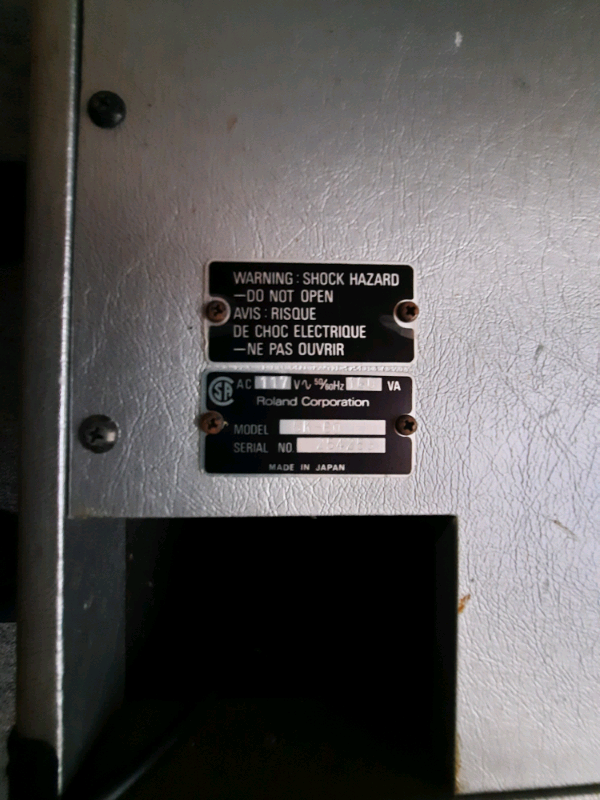 WARNING : SHOCK HAZARD
—DO NOT OPEN
AVIS : RISQUE
DE CHOC ELECTRIQUE
—NE PAS OUVRIR
AC 117 V∿ 50/60Hz VA
Roland Corporation
MODEL
SERIAL NO.
MADE IN JAPAN